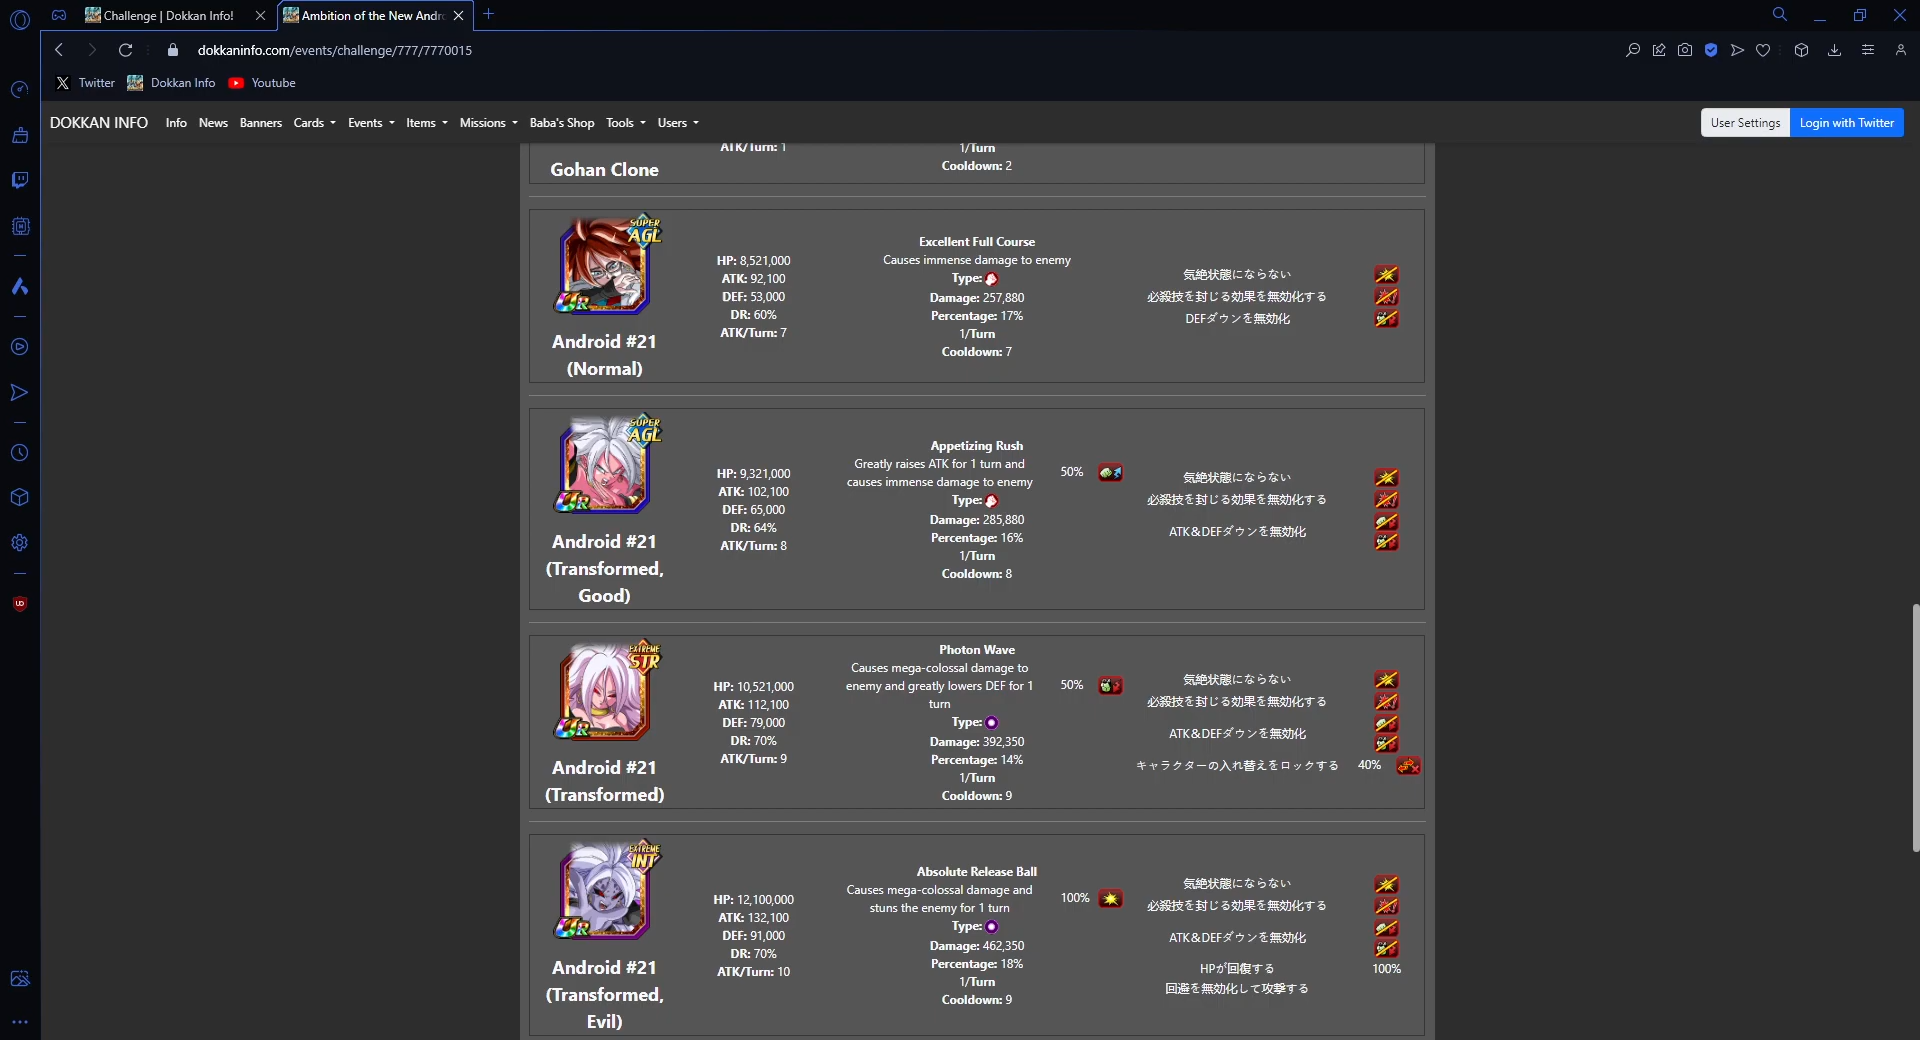 Challenge | Dokkan Info!
Ambition of the New Andr
dokkaninfo.com/events/challenge/777/7770015
Twitter
Dokkan Info
Youtube
DOKKAN INFO
Info
News
Banners
Cards
Events
Items
Missions
Baba's Shop
Tools
Users
User Settings
Login with Twitter
ATK/Turn: 1
1/Turn
Cooldown: 2
Gohan Clone
SUPER
AGL
UR
Android #21
(Normal)
HP: 8,521,000
ATK: 92,100
DEF: 53,000
DR: 60%
ATK/Turn: 7
Excellent Full Course
Causes immense damage to enemy
Type:
Damage: 257,880
Percentage: 17%
1/Turn
Cooldown: 7
気絶状態にならない
必殺技を封じる効果を無効化する
DEFダウンを無効化
SUPER
AGL
UR
Android #21
(Transformed,
Good)
HP: 9,321,000
ATK: 102,100
DEF: 65,000
DR: 64%
ATK/Turn: 8
Appetizing Rush
Greatly raises ATK for 1 turn and
causes immense damage to enemy
Type:
Damage: 285,880
Percentage: 16%
1/Turn
Cooldown: 8
50%
気絶状態にならない
必殺技を封じる効果を無効化する
ATK&DEFダウンを無効化
EXTREME
STR
UR
Android #21
(Transformed)
HP: 10,521,000
ATK: 112,100
DEF: 79,000
DR: 70%
ATK/Turn: 9
Photon Wave
Causes mega-colossal damage to
enemy and greatly lowers DEF for 1
turn
Type:
Damage: 392,350
Percentage: 14%
1/Turn
Cooldown: 9
50%
気絶状態にならない
必殺技を封じる効果を無効化する
ATK&DEFダウンを無効化
キャラクターの入れ替えをロックする
40%
EXTREME
INT
UR
Android #21
(Transformed,
Evil)
HP: 12,100,000
ATK: 132,100
DEF: 91,000
DR: 70%
ATK/Turn: 10
Absolute Release Ball
Causes mega-colossal damage and
stuns the enemy for 1 turn
Type:
Damage: 462,350
Percentage: 18%
1/Turn
Cooldown: 9
100%
気絶状態にならない
必殺技を封じる効果を無効化する
ATK&DEFダウンを無効化
HPが回復する
100%
回避を無効化して攻撃する